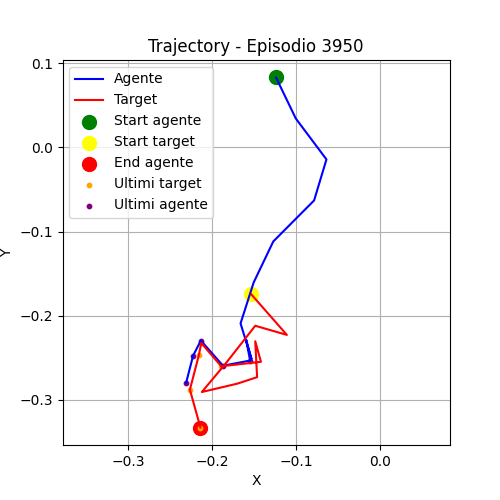 Trajectory - Episodio 3950
Agente
Target
Start agente
Start target
End agente
Ultimi target
Ultimi agente
0.1
0.0
−0.1
−0.2
−0.3
Y
−0.3
−0.2
−0.1
0.0
X